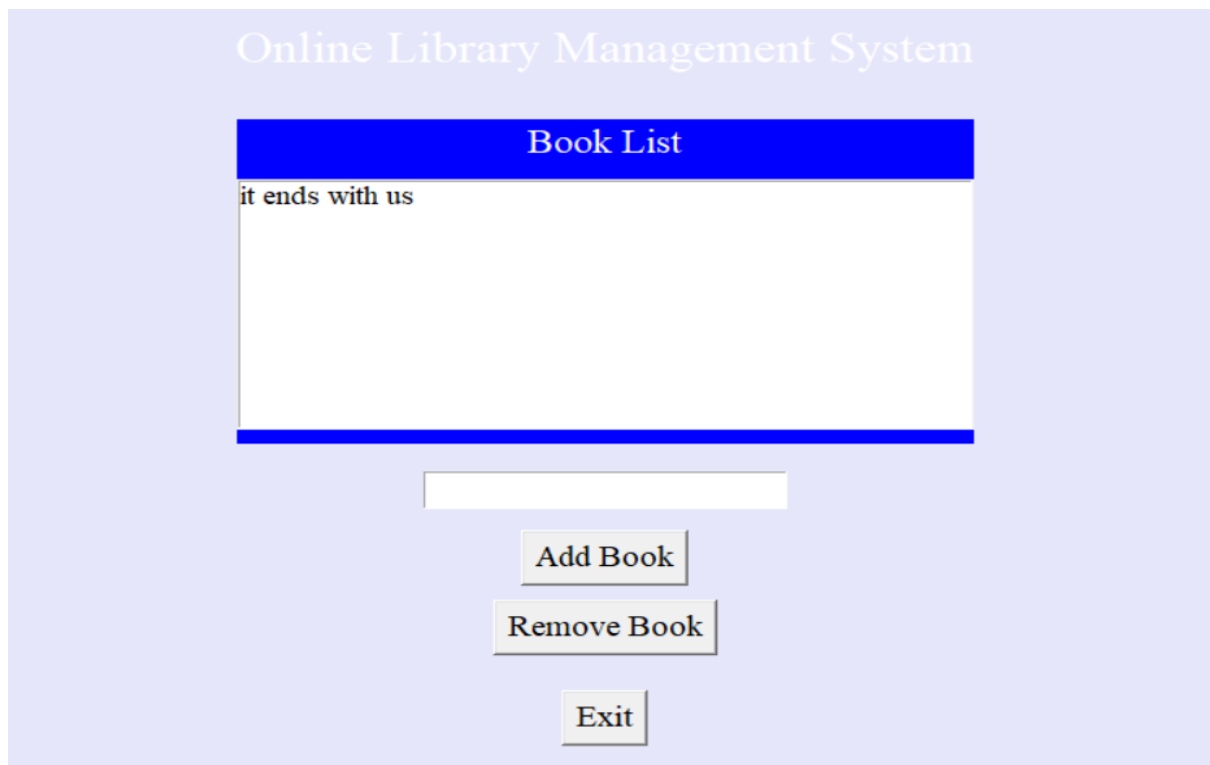 Online Library Management System
Book List
it ends with us
Add Book
Remove Book
Exit